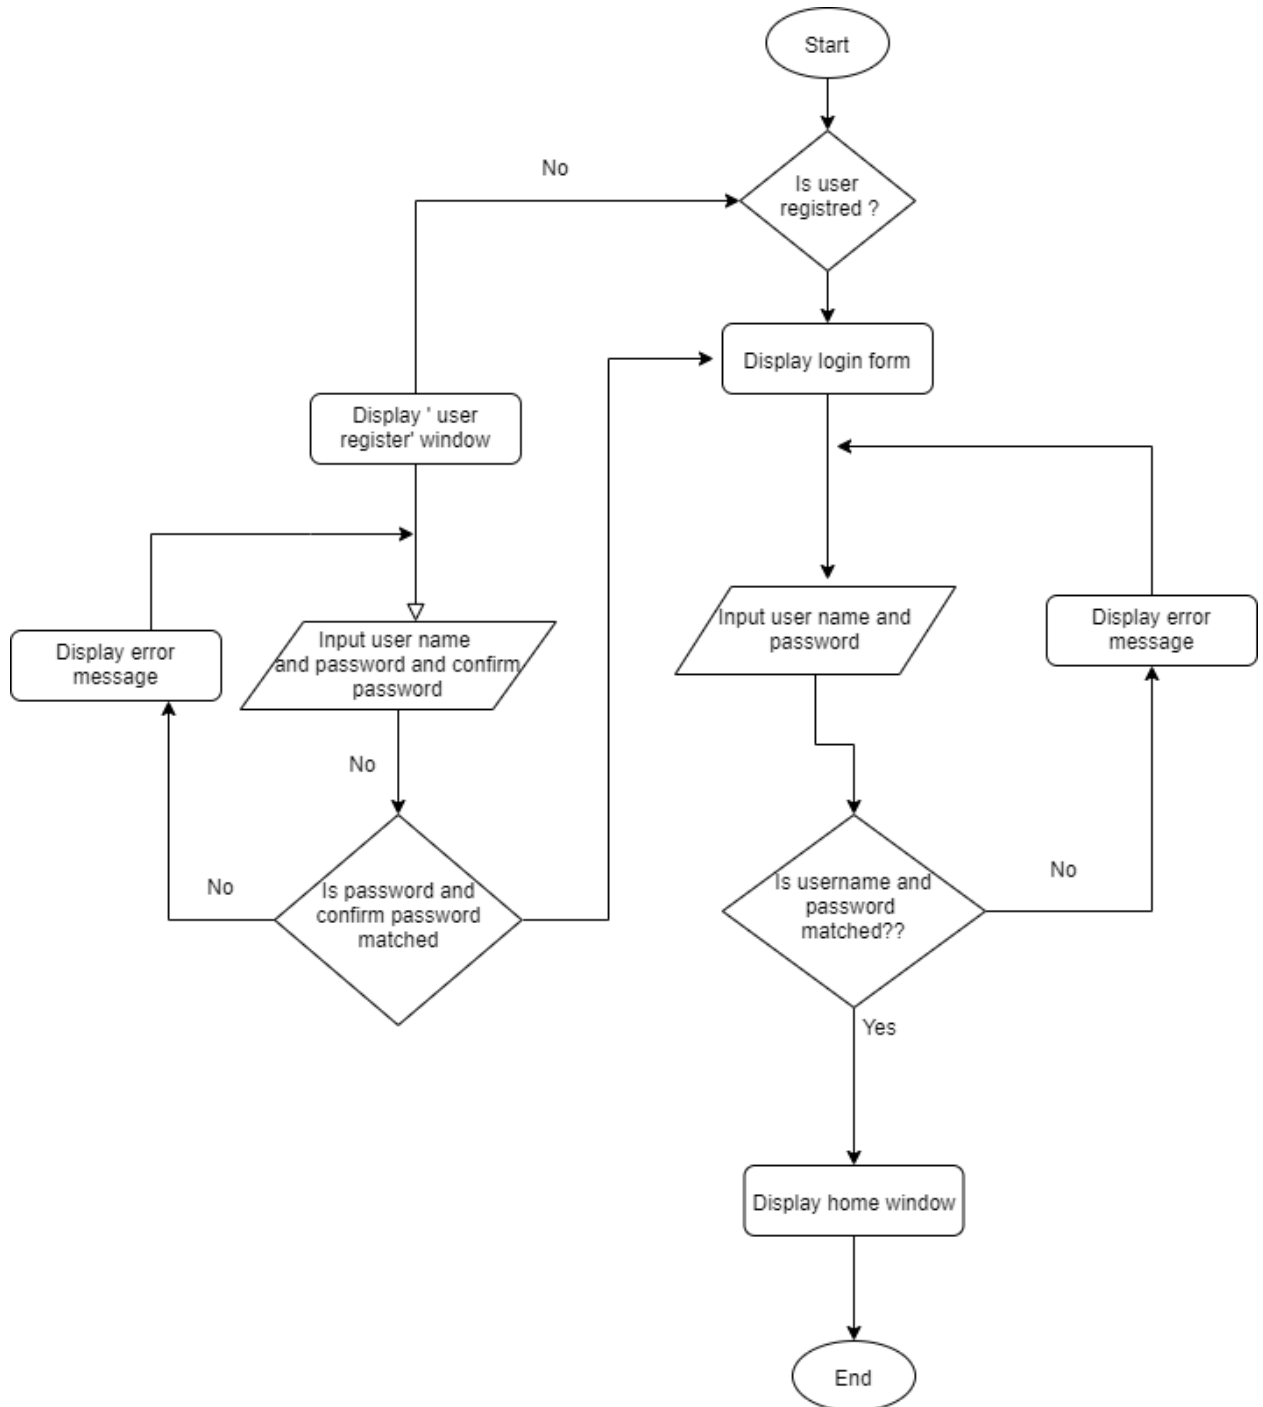 Start
No
Is user
registred ?
Display login form
Display ' user
register' window
Input user name
and password and confirm
password
Input user name and
password
Display error
message
Display error
message
No
No
Is password and
confirm password
matched
Is username and
password
matched??
No
Yes
Display home window
End